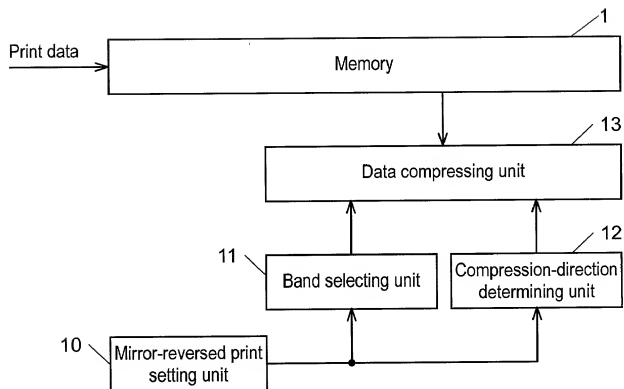 1
Print data
Memory
13
Data compressing unit
12
11
Band selecting unit
Compression-direction
determining unit
10
Mirror-reversed print
setting unit